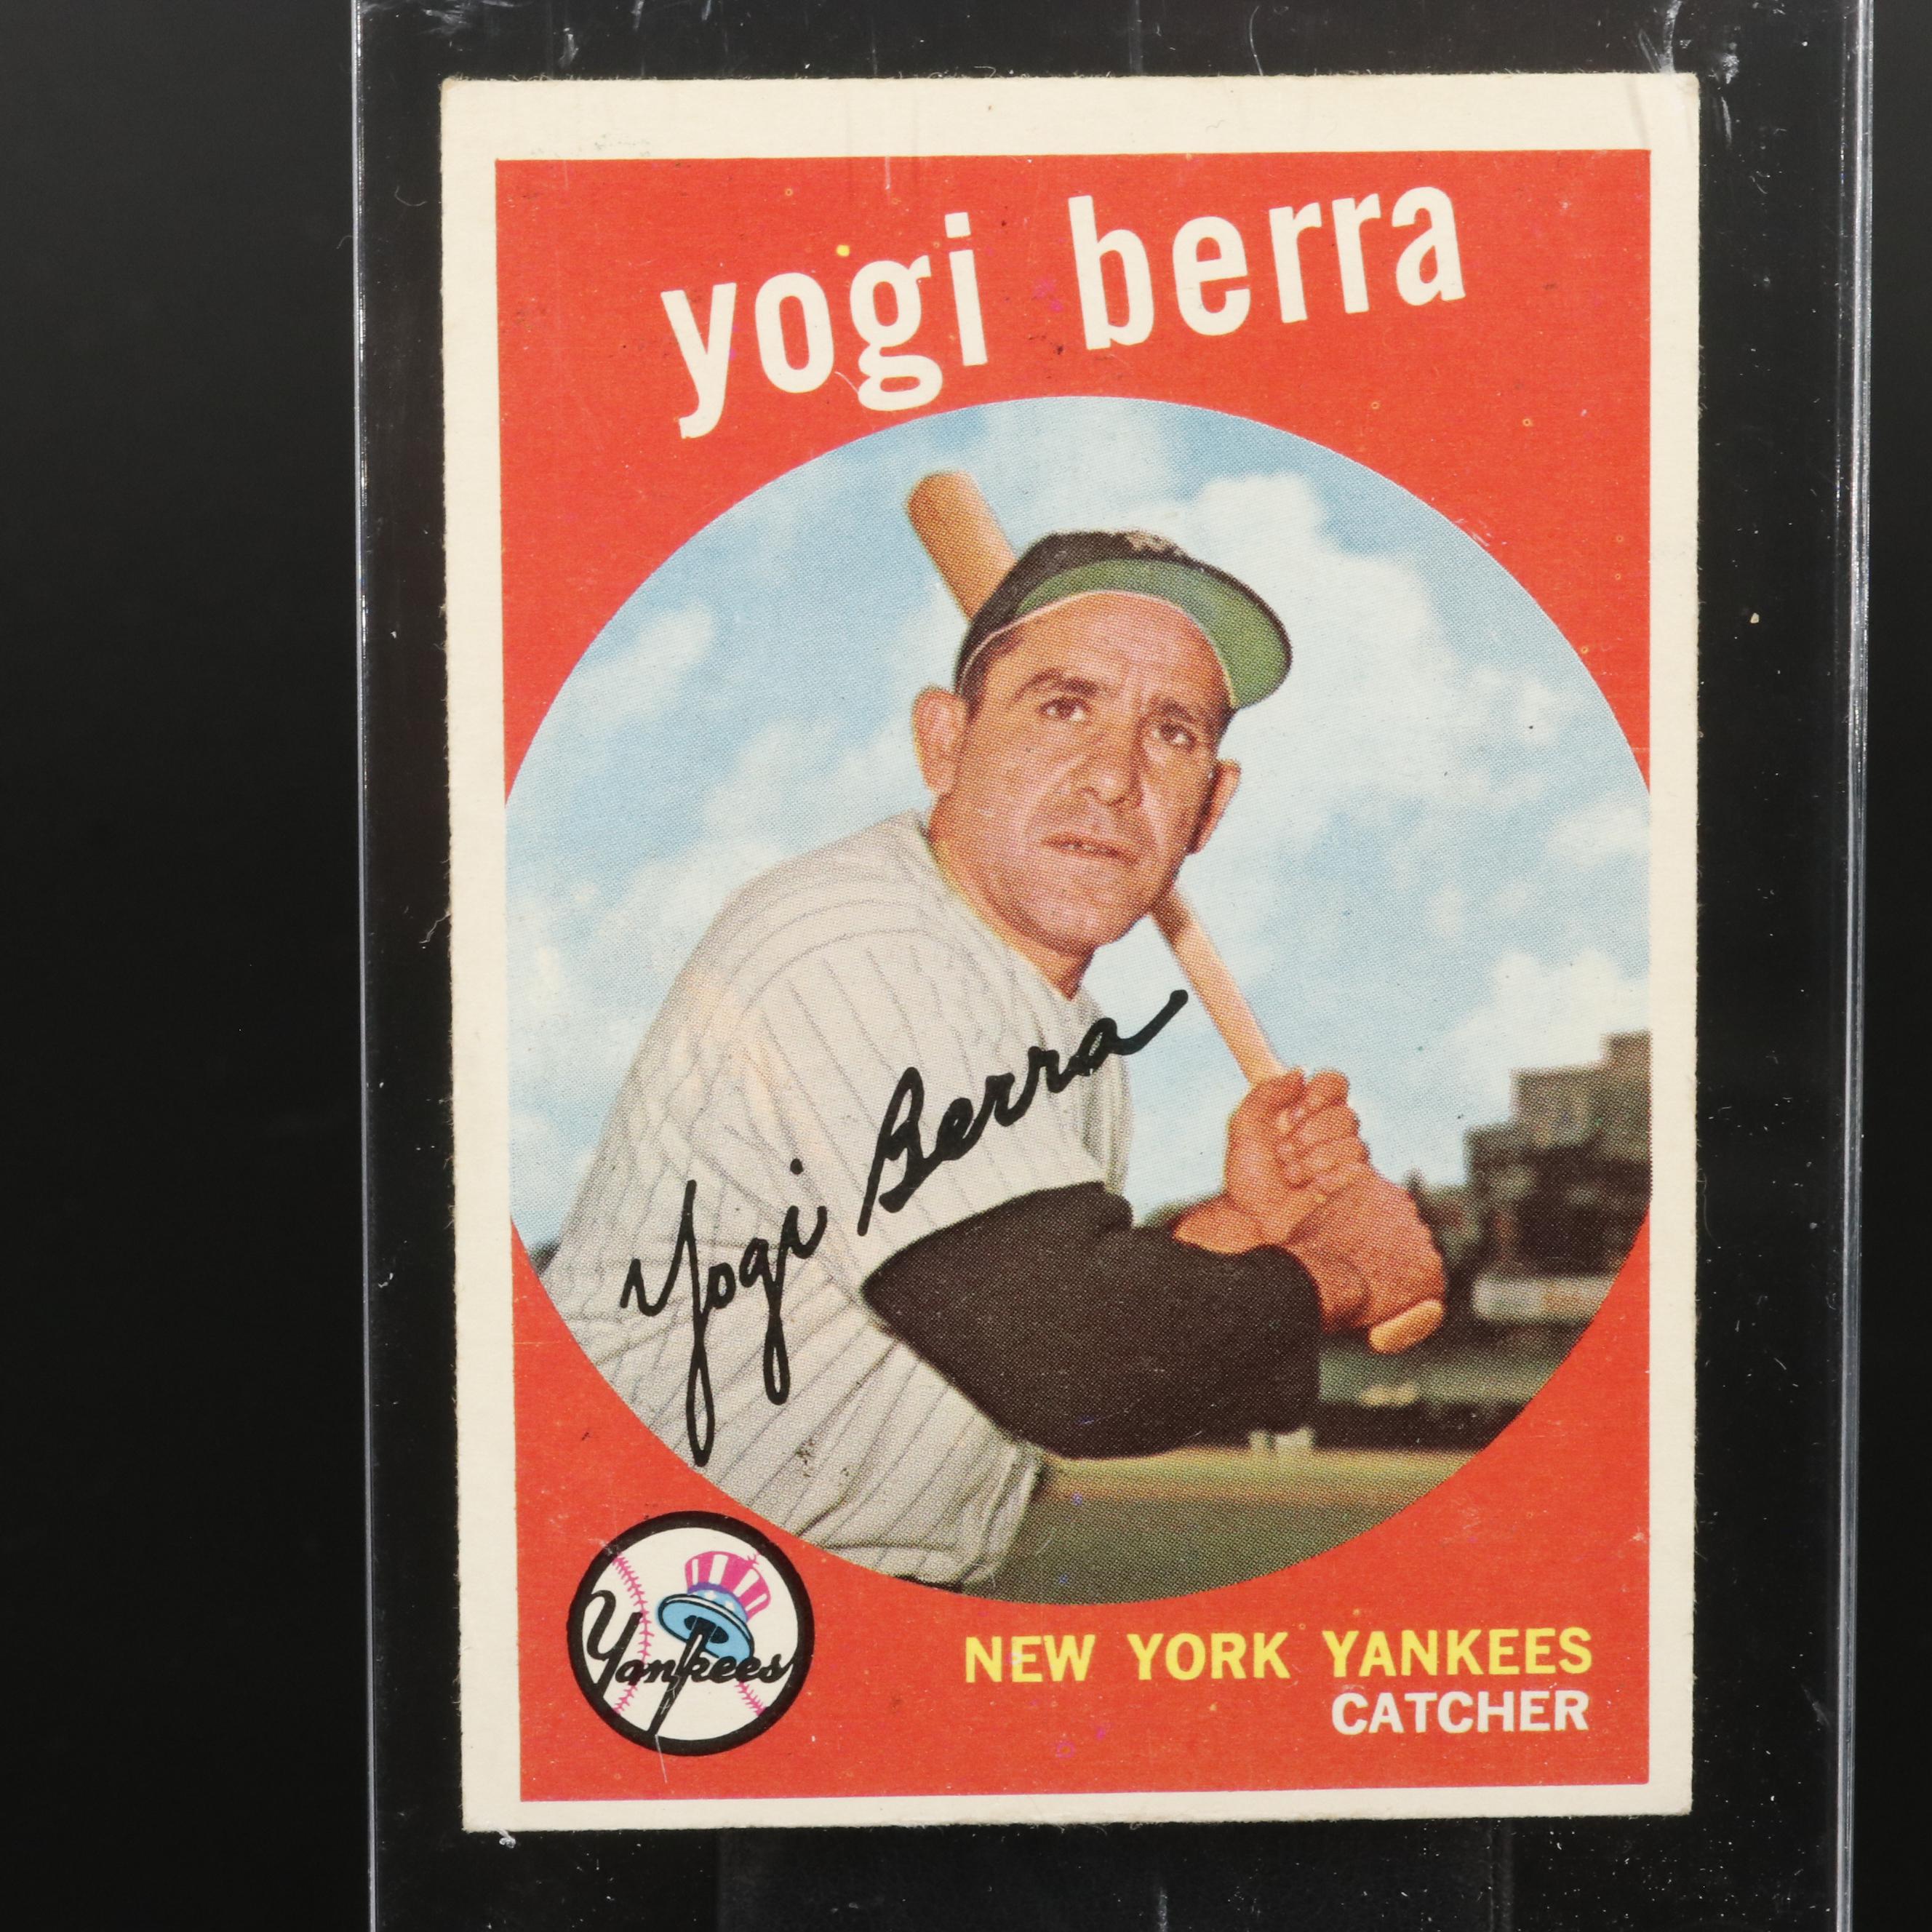 yogi berra
Yogi Berra
Yankees
NEW YORK YANKEES
CATCHER